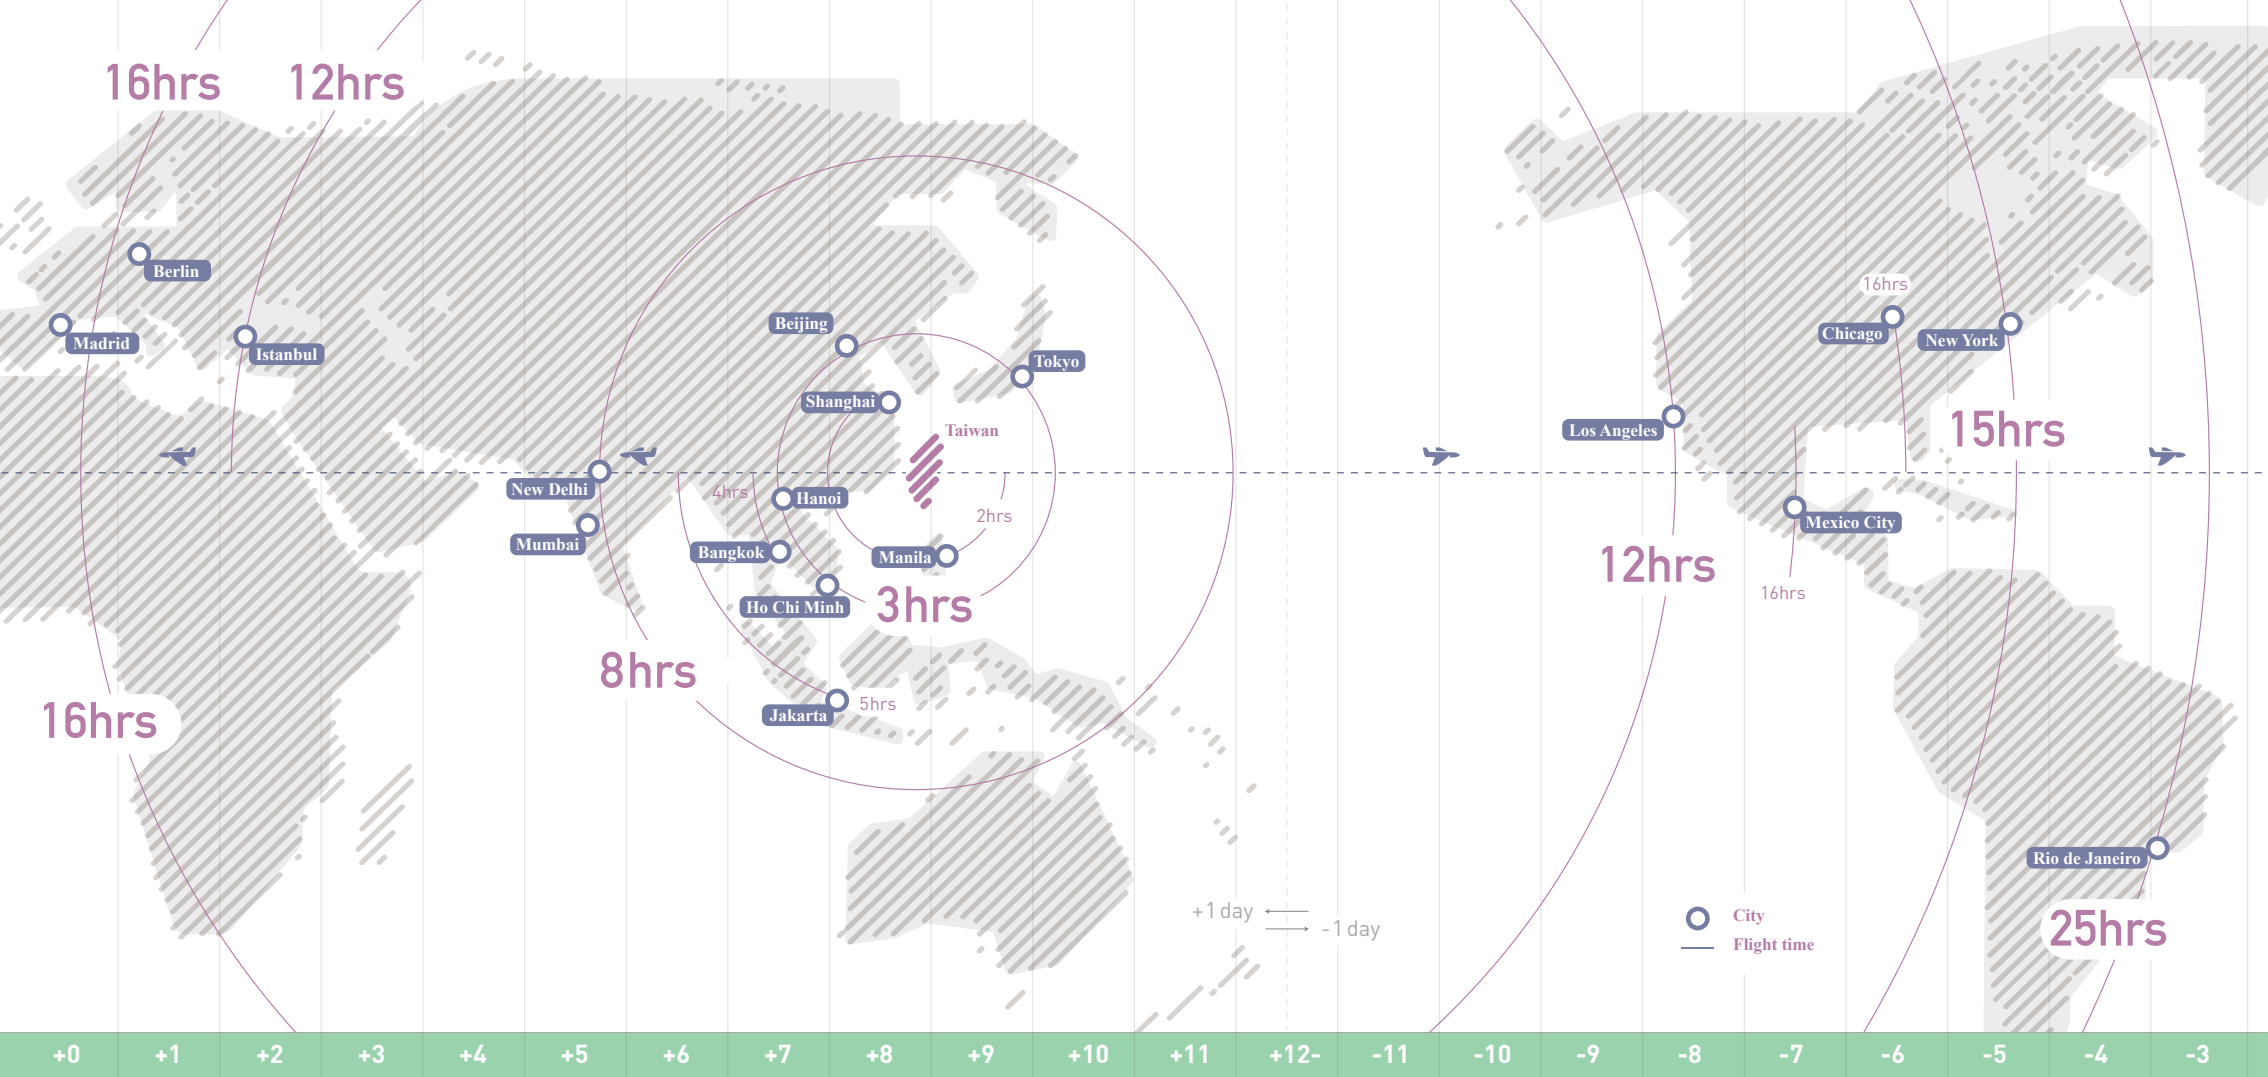 16hrs
12hrs
Berlin
Madrid
Istanbul
Beijing
Tokyo
Shanghai
Taiwan
New Delhi
4hrs
Hanoi
2hrs
Mumbai
Bangkok
Manila
Ho Chi Minh
3hrs
8hrs
16hrs
Jakarta
5hrs
16hrs
Chicago
New York
Los Angeles
15hrs
Mexico City
12hrs
16hrs
Rio de Janeiro
25hrs
+1 day
-1 day
City
Flight time
+0 +1 +2 +3 +4 +5 +6 +7 +8 +9 +10 +11 +12- -11 -10 -9 -8 -7 -6 -5 -4 -3